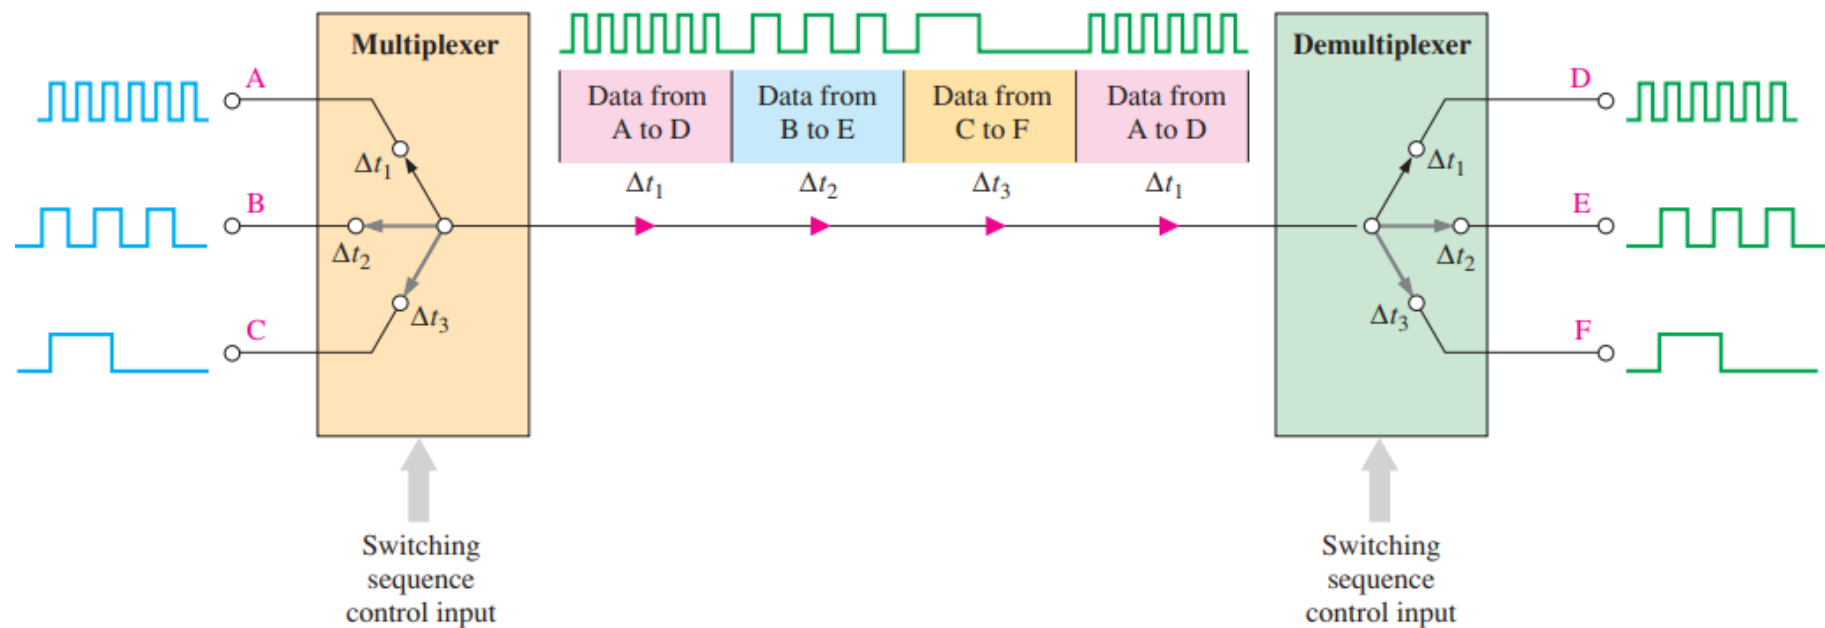 Multiplexer
Demultiplexer
A
Data from
A to D
Data from
B to E
Data from
C to F
Data from
A to D
D
Δt₁
Δt₁
Δt₂
Δt₃
Δt₁
Δt₁
B
E
Δt₂
Δt₂
C
Δt₃
Δt₃
F
Switching
sequence
control input
Switching
sequence
control input